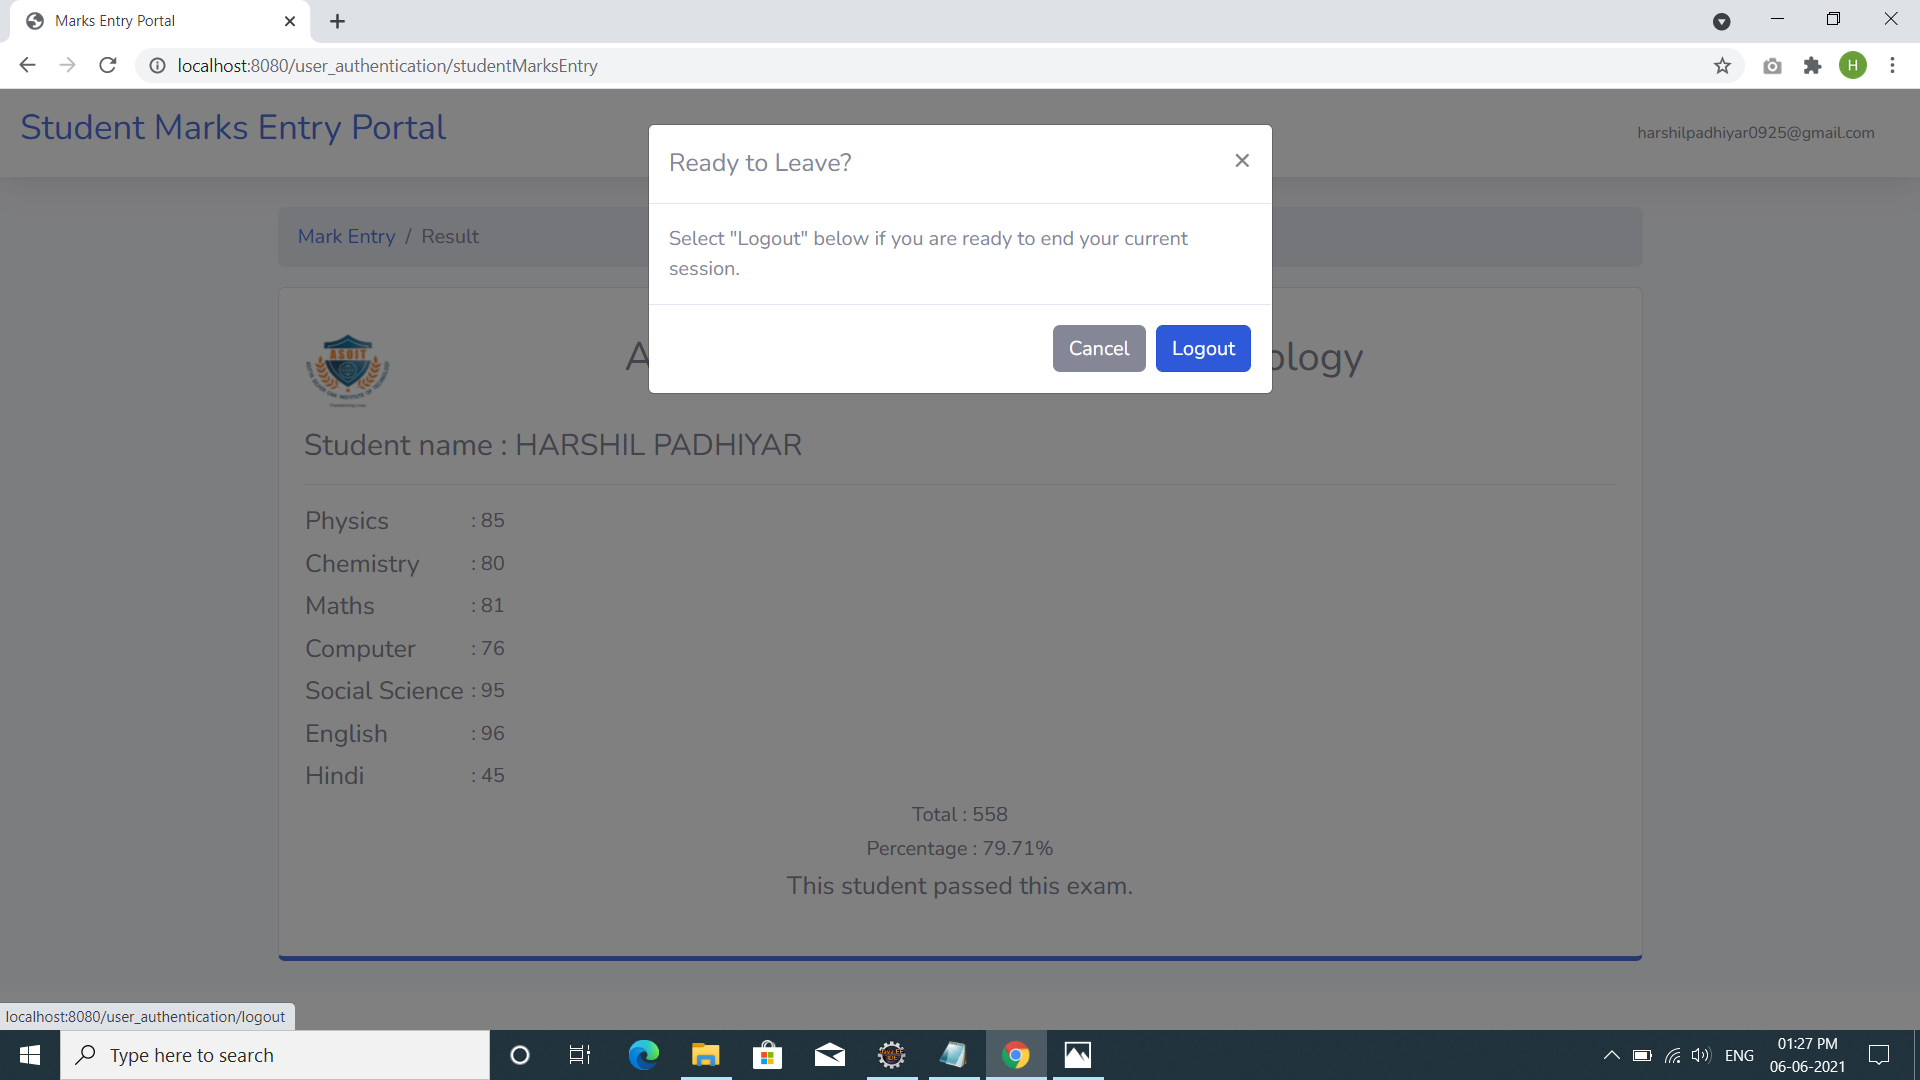 Marks Entry Portal
localhost:8080/user_authentication/studentMarksEntry
H
Student Marks Entry Portal
harshilpadhiyar0925@gmail.com
Ready to Leave?
Select "Logout" below if you are ready to end your current
session.
Cancel
Logout
Mark Entry / Result
ASOIT
A
ology
Student name : HARSHIL PADHIYAR
Physics : 85
Chemistry : 80
Maths : 81
Computer : 76
Social Science : 95
English : 96
Hindi : 45
Total : 558
Percentage : 79.71%
This student passed this exam.
localhost:8080/user_authentication/logout
Type here to search
ENG
01:27 PM
06-06-2021